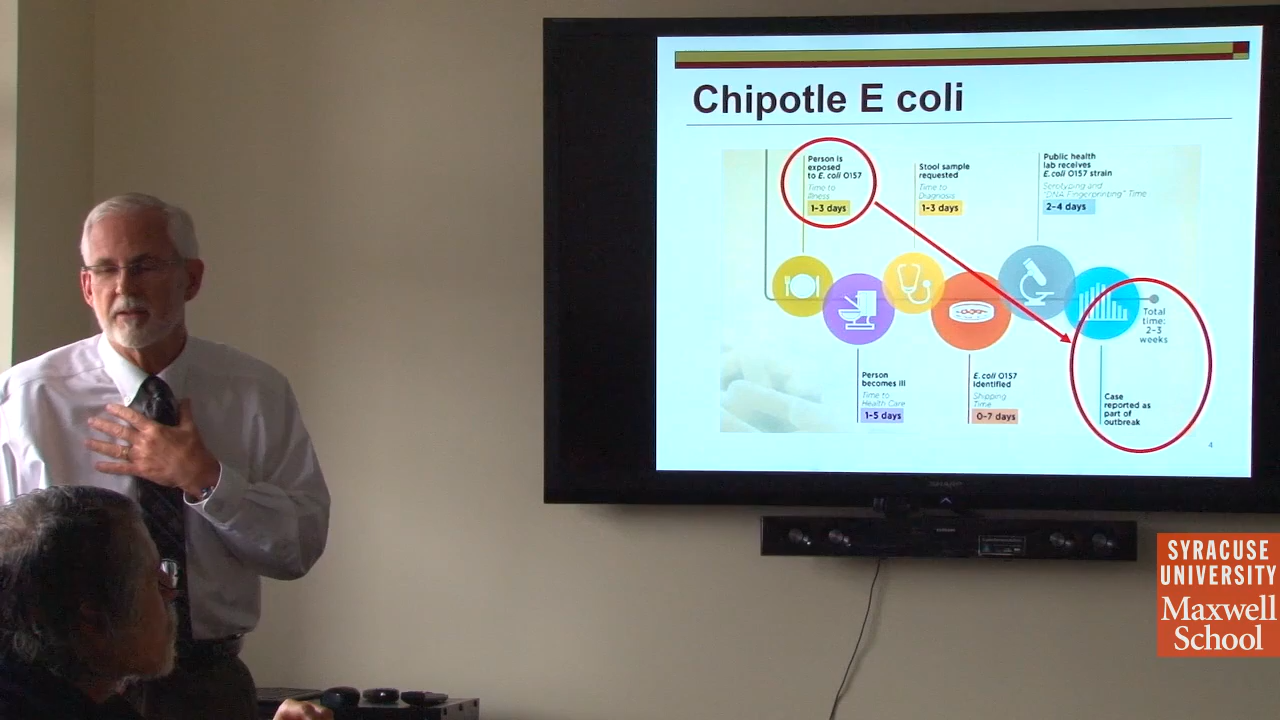 Chipotle E coli
Person is
exposed
to E. coli O157
Time to
Illness
1-3 days
Stool sample
requested
Time to
Diagnosis
1-3 days
Public health
lab receives
E. coli O157 strain
Serotyping and
"DNA Fingerprinting" Time
2-4 days
Total
time:
2-3
weeks
Person
becomes ill
Time to
Health Care
1-5 days
E. coli O157
identified
Shipping
Time
0-7 days
Case
reported as
part of
outbreak
4
SHARP
SYRACUSE
UNIVERSITY
Maxwell
School